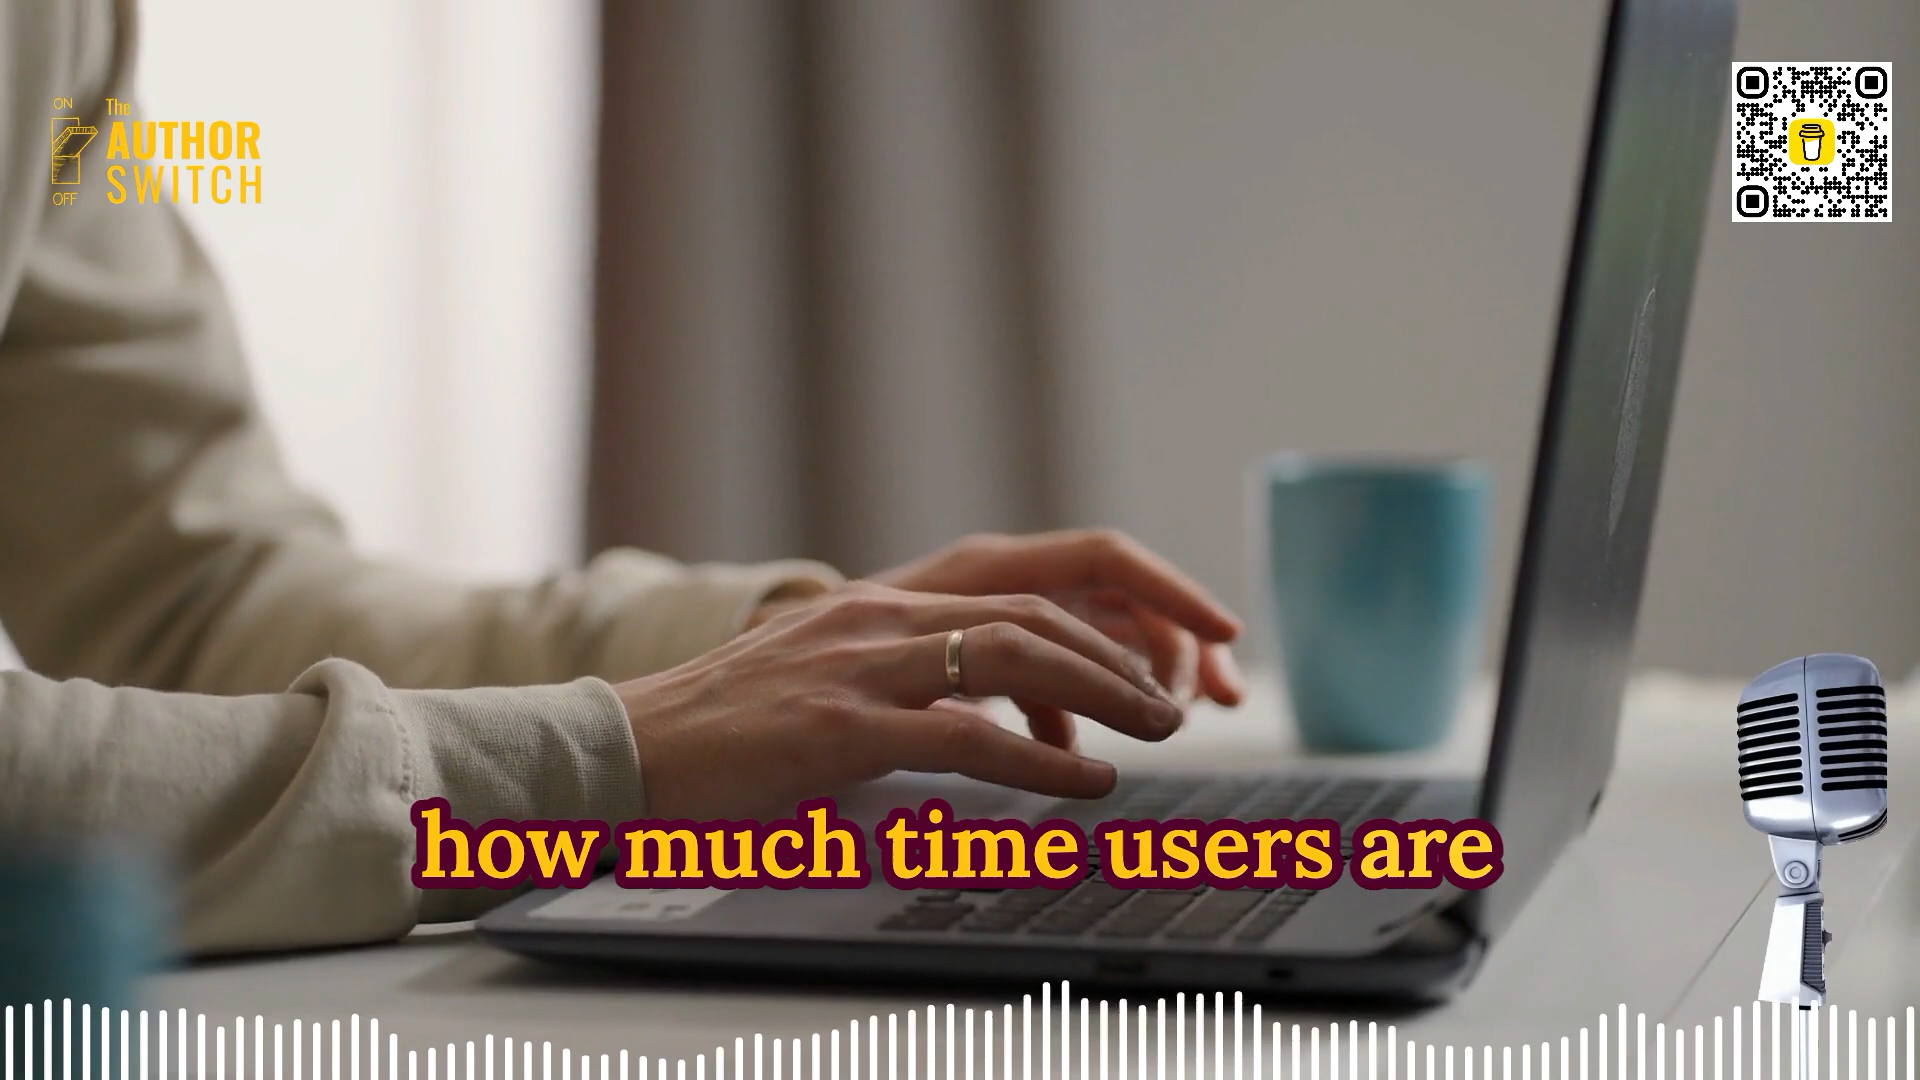 ON
The
AUTHOR
SWITCH
OFF
how much time users are